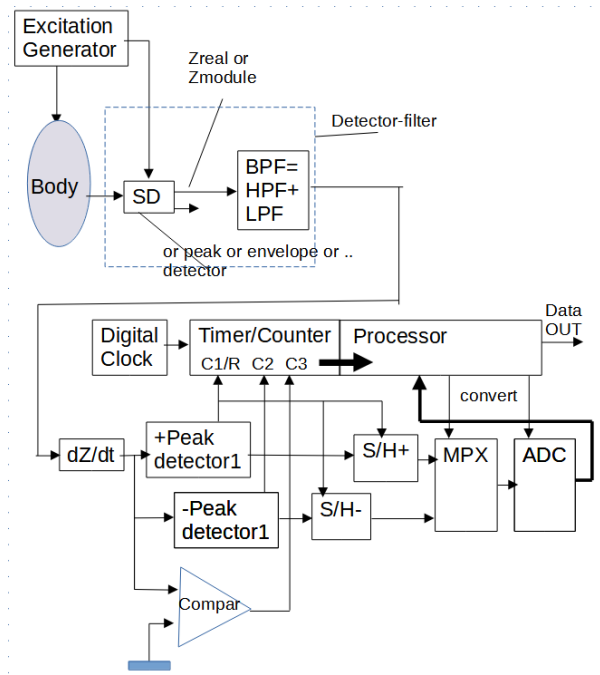 Excitation
Generator
Zreal or
Zmodule
Detector-filter
Body
SD
BPF=
HPF+
LPF
or peak or envelope or ..
detector
Data
OUT
Digital
Clock
Timer/Counter
C1/R C2 C3
Processor
convert
dZ/dt
+Peak
detector1
S/H+
MPX
ADC
-Peak
detector1
S/H-
Compar